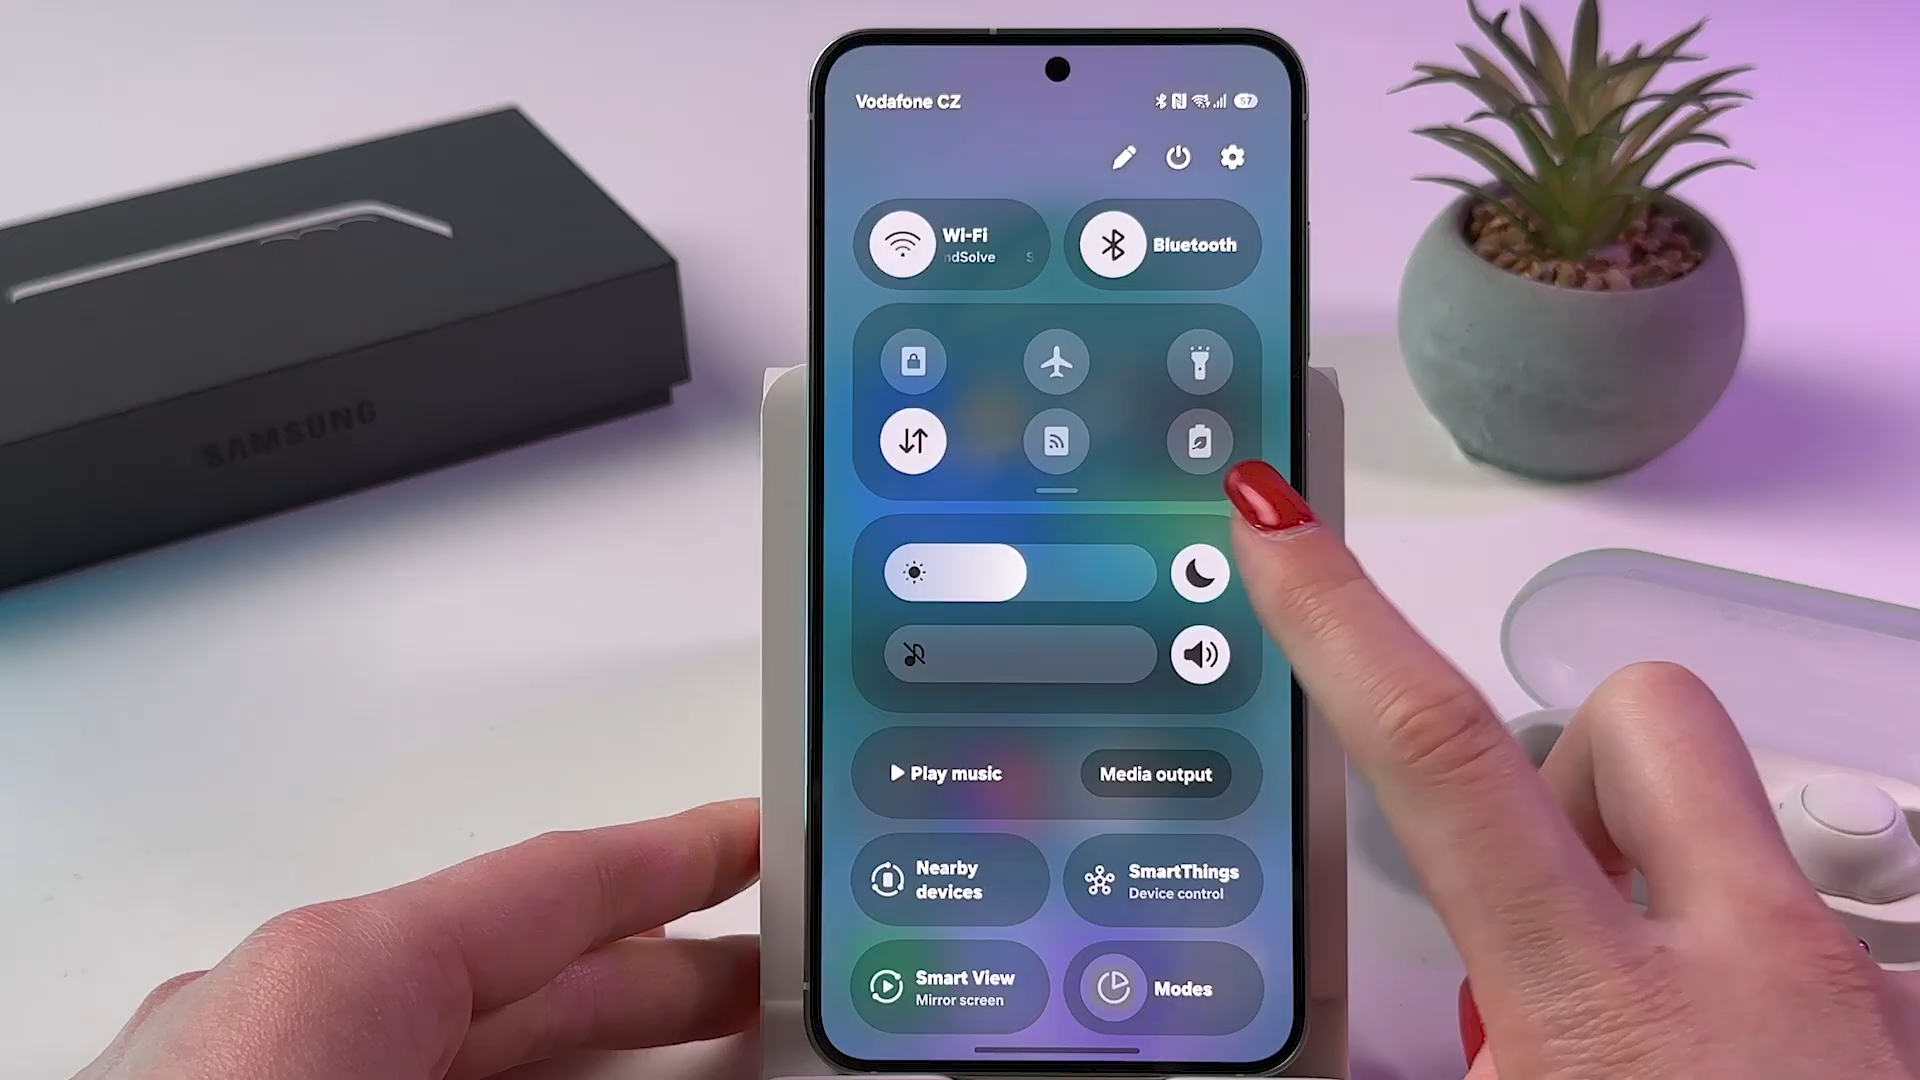 Vodafone CZ
57
Wi-Fi
ndSolve S
Bluetooth
SAMSUNG
Play music
Media output
Nearby
devices
SmartThings
Device control
Smart View
Mirror screen
Modes